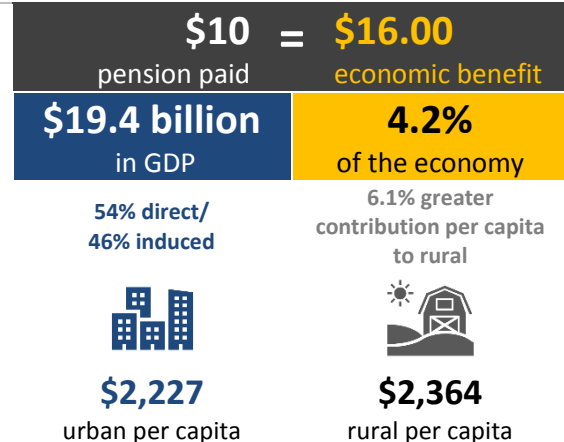 $10 = $16.00
pension paid economic benefit
$19.4 billion
in GDP
4.2%
of the economy
54% direct/
46% induced
6.1% greater
contribution per capita
to rural
$2,227
urban per capita
$2,364
rural per capita